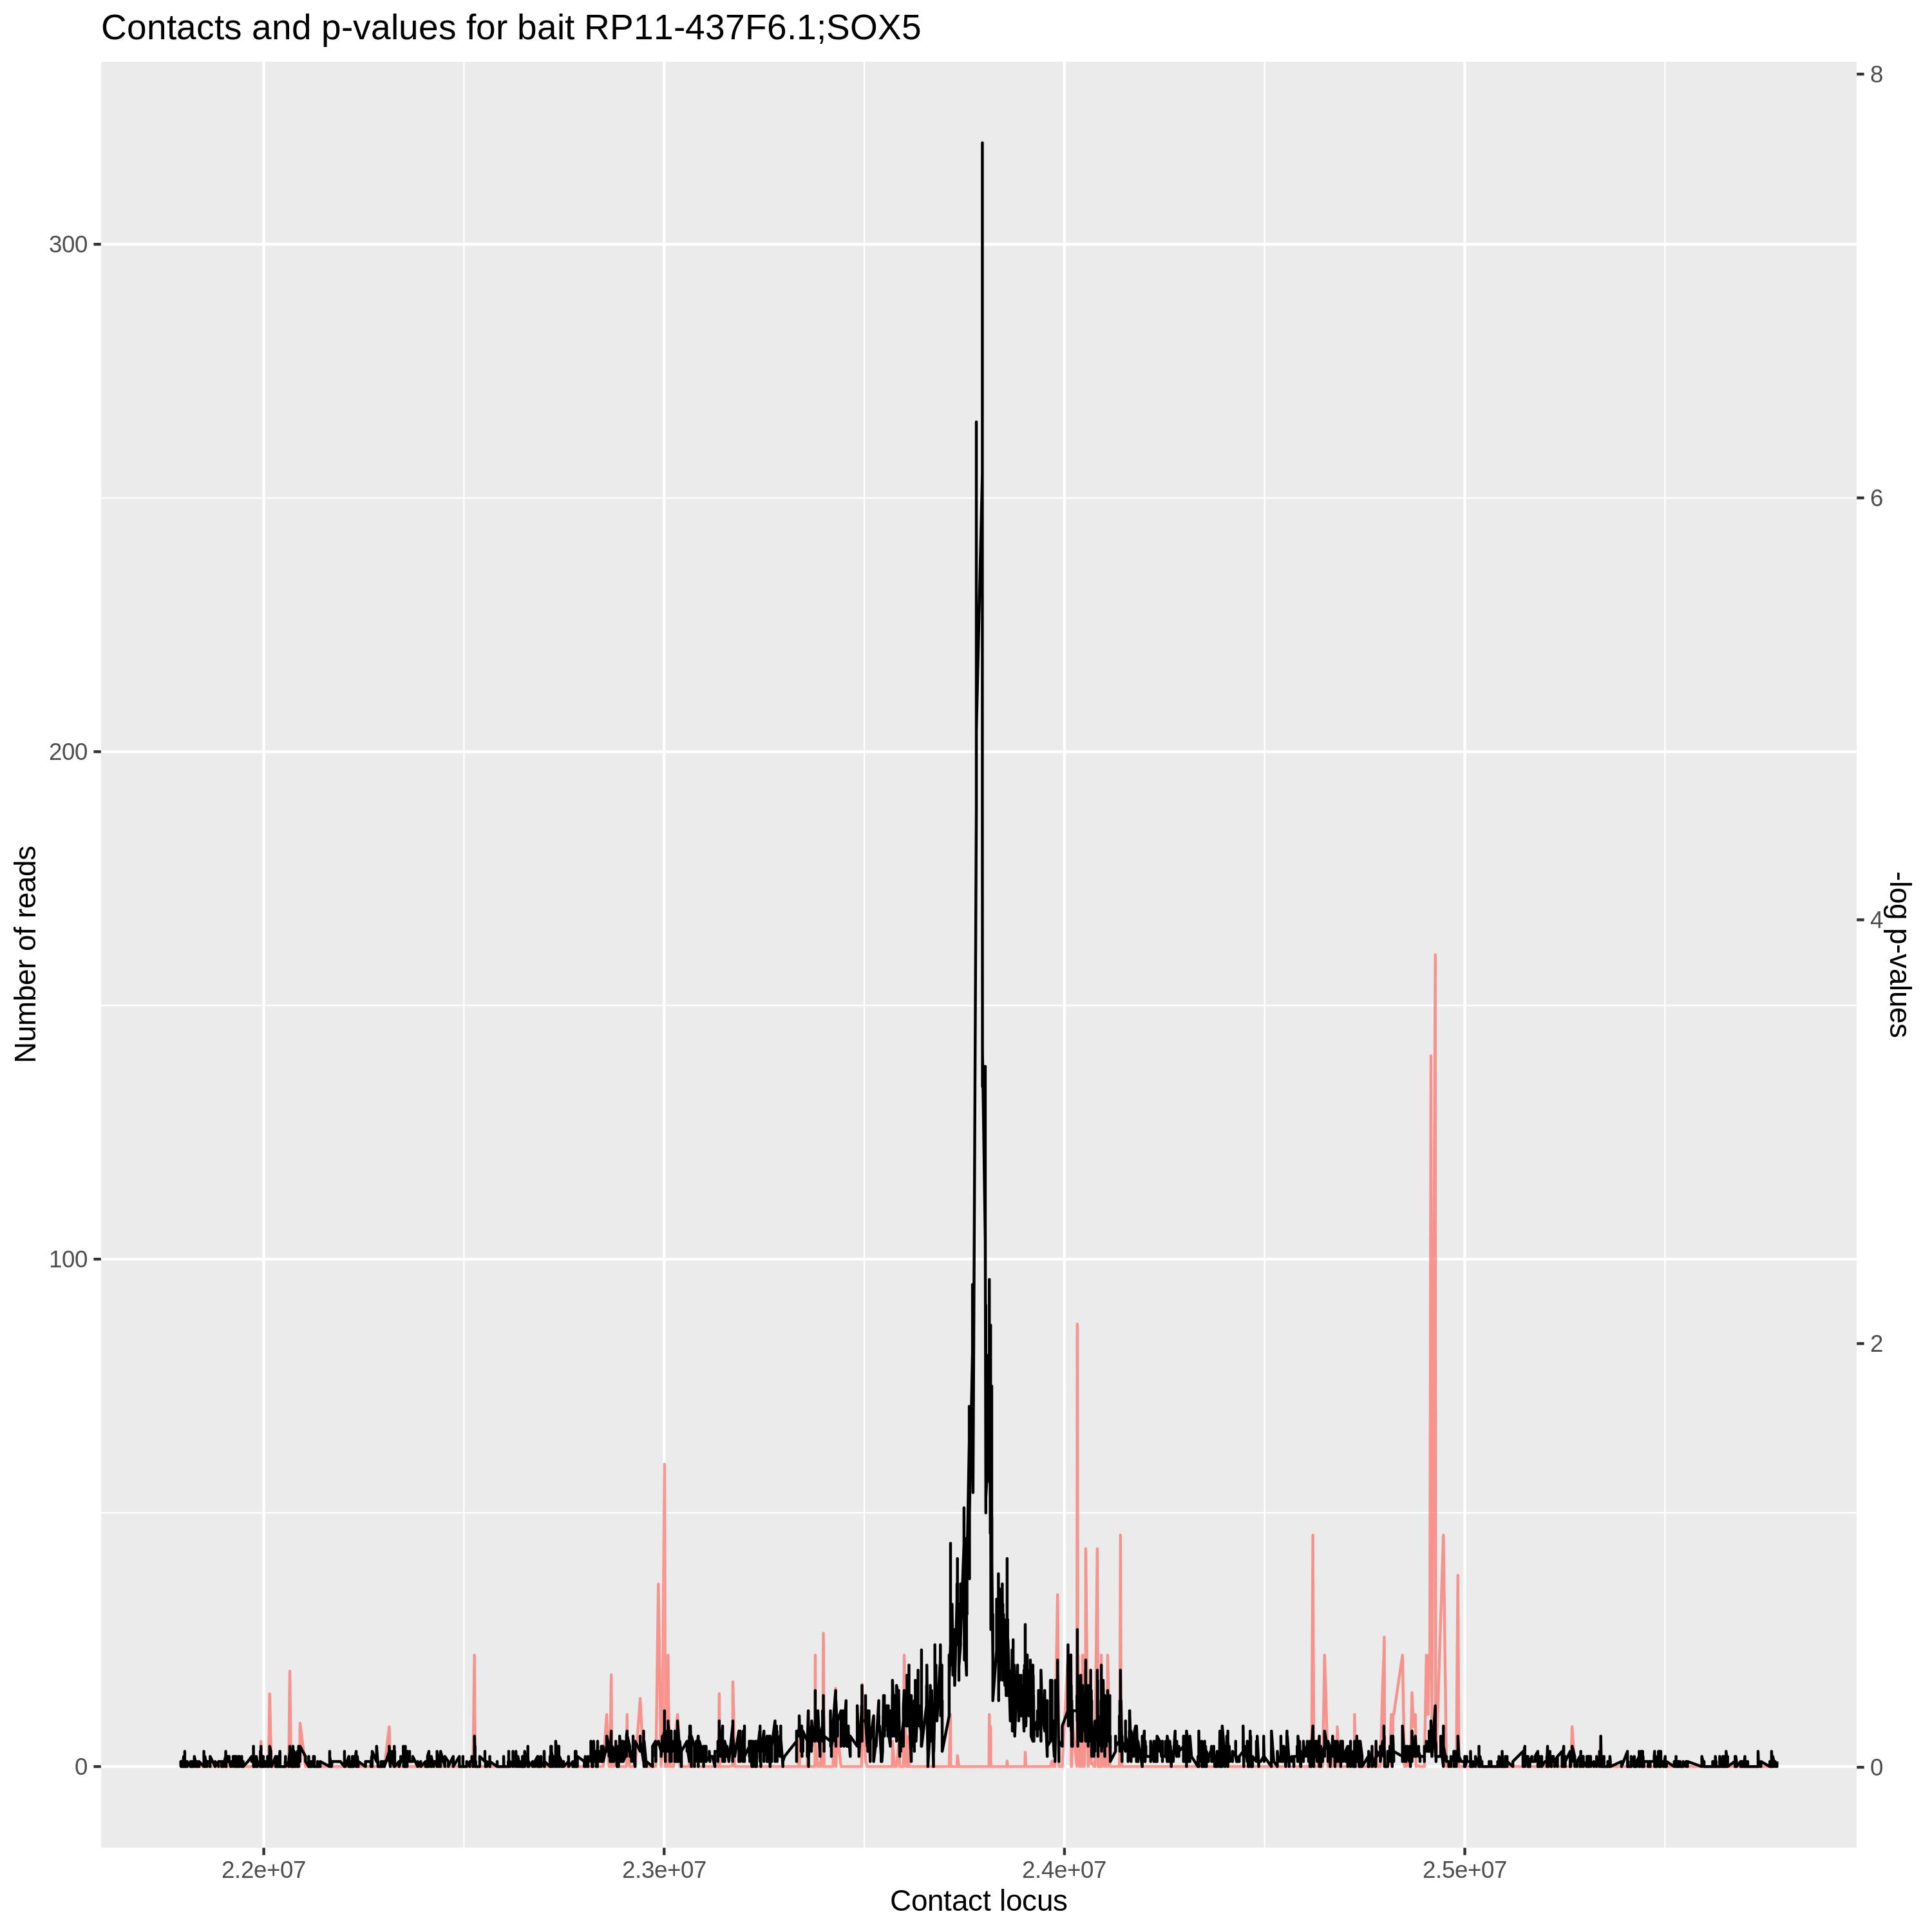 Contacts and p-values for bait RP11-437F6.1;SOX5
Number of reads
300
200
100
0
8
6
4
2
0
-log p-values
2.2e+07 2.3e+07 2.4e+07 2.5e+07
Contact locus